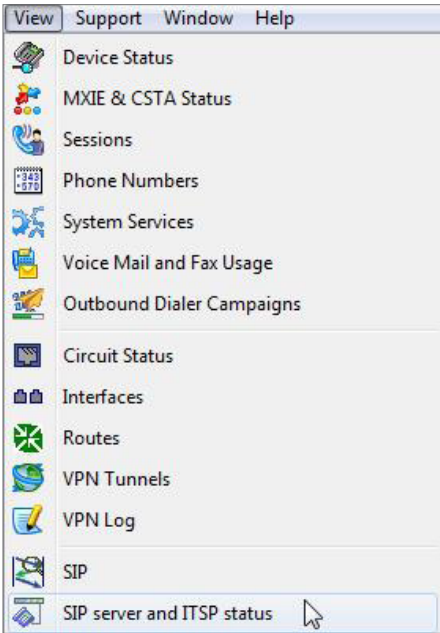 View Support Window Help
Device Status
MXIE & CSTA Status
Sessions
Phone Numbers
System Services
Voice Mail and Fax Usage
Outbound Dialer Campaigns
Circuit Status
Interfaces
Routes
VPN Tunnels
VPN Log
SIP
SIP server and ITSP status